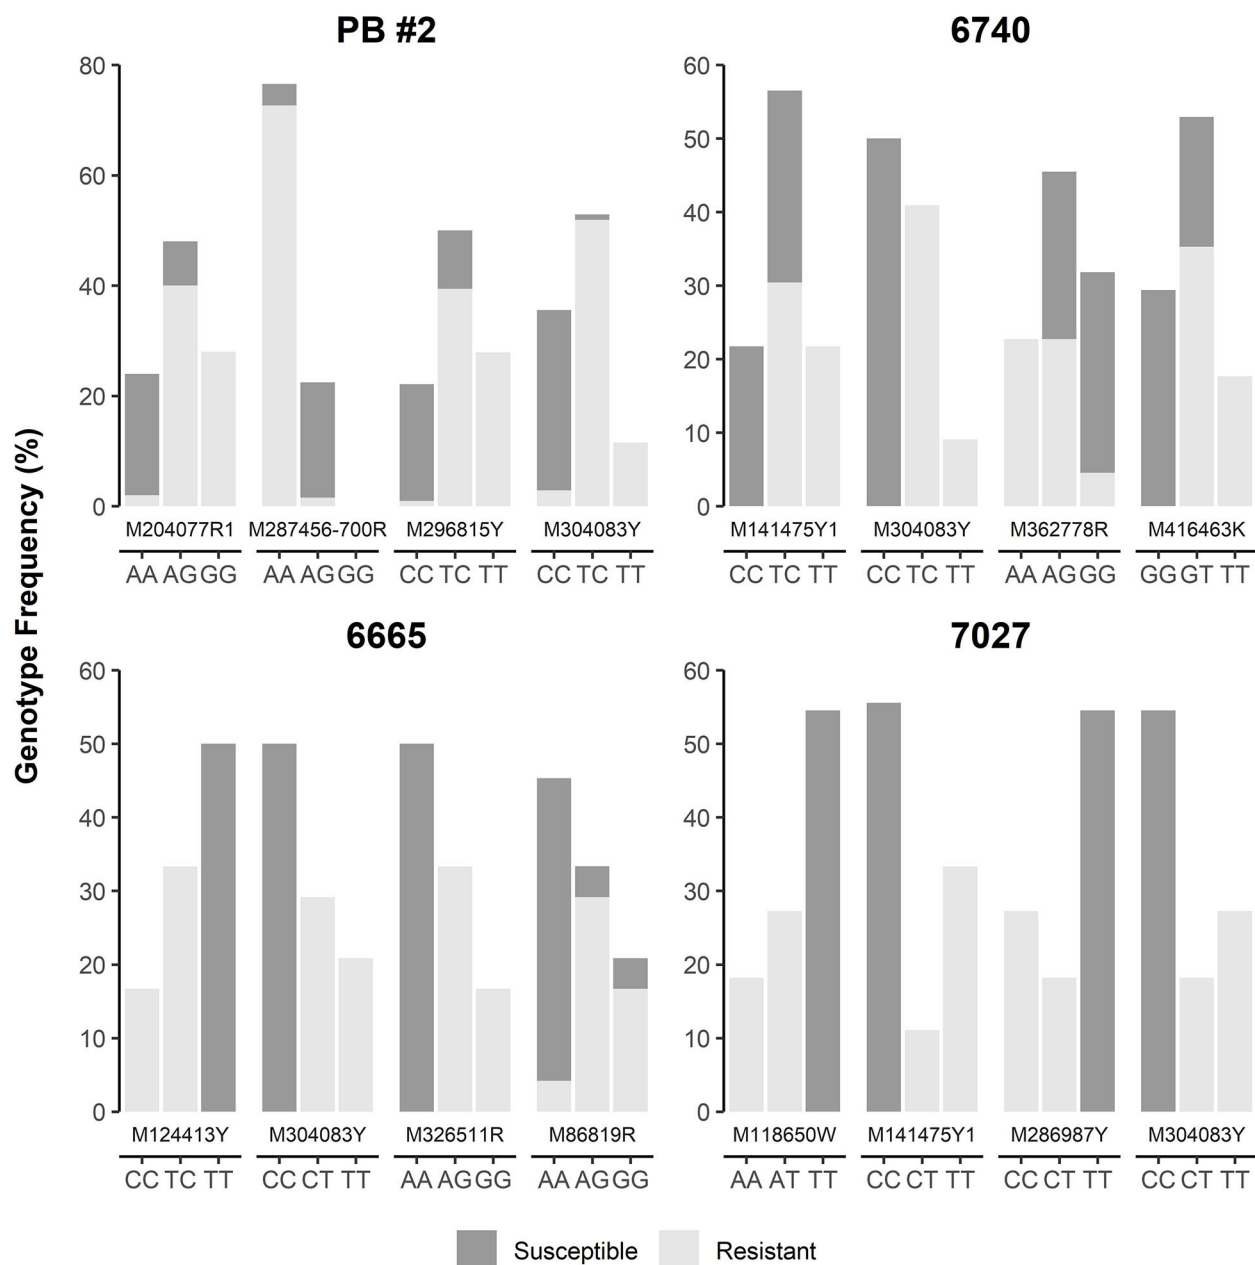 PB #2
6740
Genotype Frequency (%)
80
60
40
20
0
M204077R1 M287456-700R M296815Y M304083Y
AA AG GG AA AG GG CC TC TT CC TC TT
60
50
40
30
20
10
0
M141475Y1 M304083Y M362778R M416463K
CC TC TT CC TC TT AA AG GG GG GT TT
6665
7027
60
50
40
30
20
10
0
M124413Y M304083Y M326511R M86819R
CC TC TT CC CT TT AA AG GG AA AG GG
60
50
40
30
20
10
0
M118650W M141475Y1 M286987Y M304083Y
AA AT TT CC CT TT CC CT TT CC CT TT
Susceptible Resistant